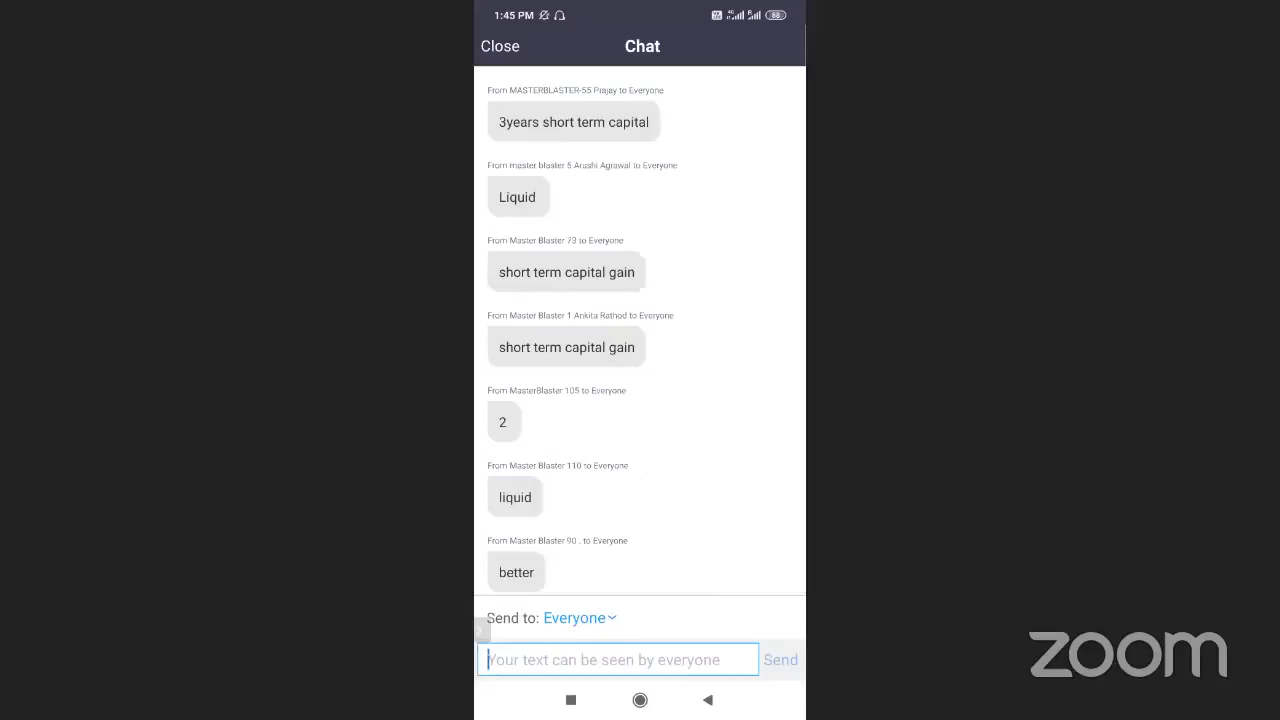 1:45 PM
88
Close
Chat
From MASTERBLASTER-55 Prajay to Everyone
3years short term capital
From master blaster 5 Arushi Agrawal to Everyone
Liquid
From Master Blaster 73 to Everyone
short term capital gain
From Master Blaster 1 Ankita Rathod to Everyone
short term capital gain
From MasterBlaster 105 to Everyone
2
From Master Blaster 110 to Everyone
liquid
From Master Blaster 90 . to Everyone
better
Send to: Everyone
Your text can be seen by everyone
Send
zoom